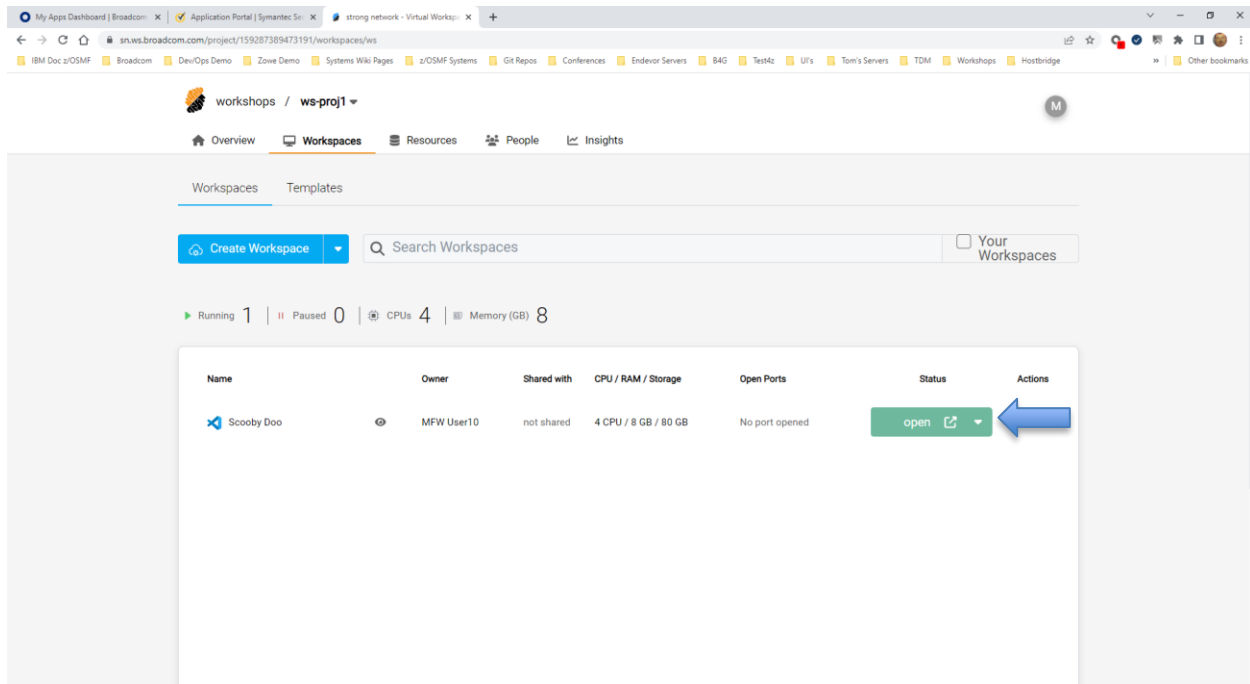 My Apps Dashboard | Broadcom
Application Portal | Symantec Se
strong network - Virtual Worksp
sn.ws.broadcom.com/project/159287389473191/workspaces/ws
IBM Doc z/OSMF Broadcom Dev/Ops Demo Zowe Demo Systems Wiki Pages z/OSMF Systems Git Repos Conferences Endevor Servers 84G Test4z UI's Tom's Servers TDM Workshops Hostbridge » Other bookmarks
workshops / ws-proj1
M
Overview Workspaces Resources People Insights
Workspaces Templates
Create Workspace Search Workspaces Your
Workspaces
Running 1 Paused 0 CPUs 4 Memory (GB) 8
Name Owner Shared with CPU / RAM / Storage Open Ports Status Actions
Scooby Doo MFW User10 not shared 4 CPU / 8 GB / 80 GB No port opened open